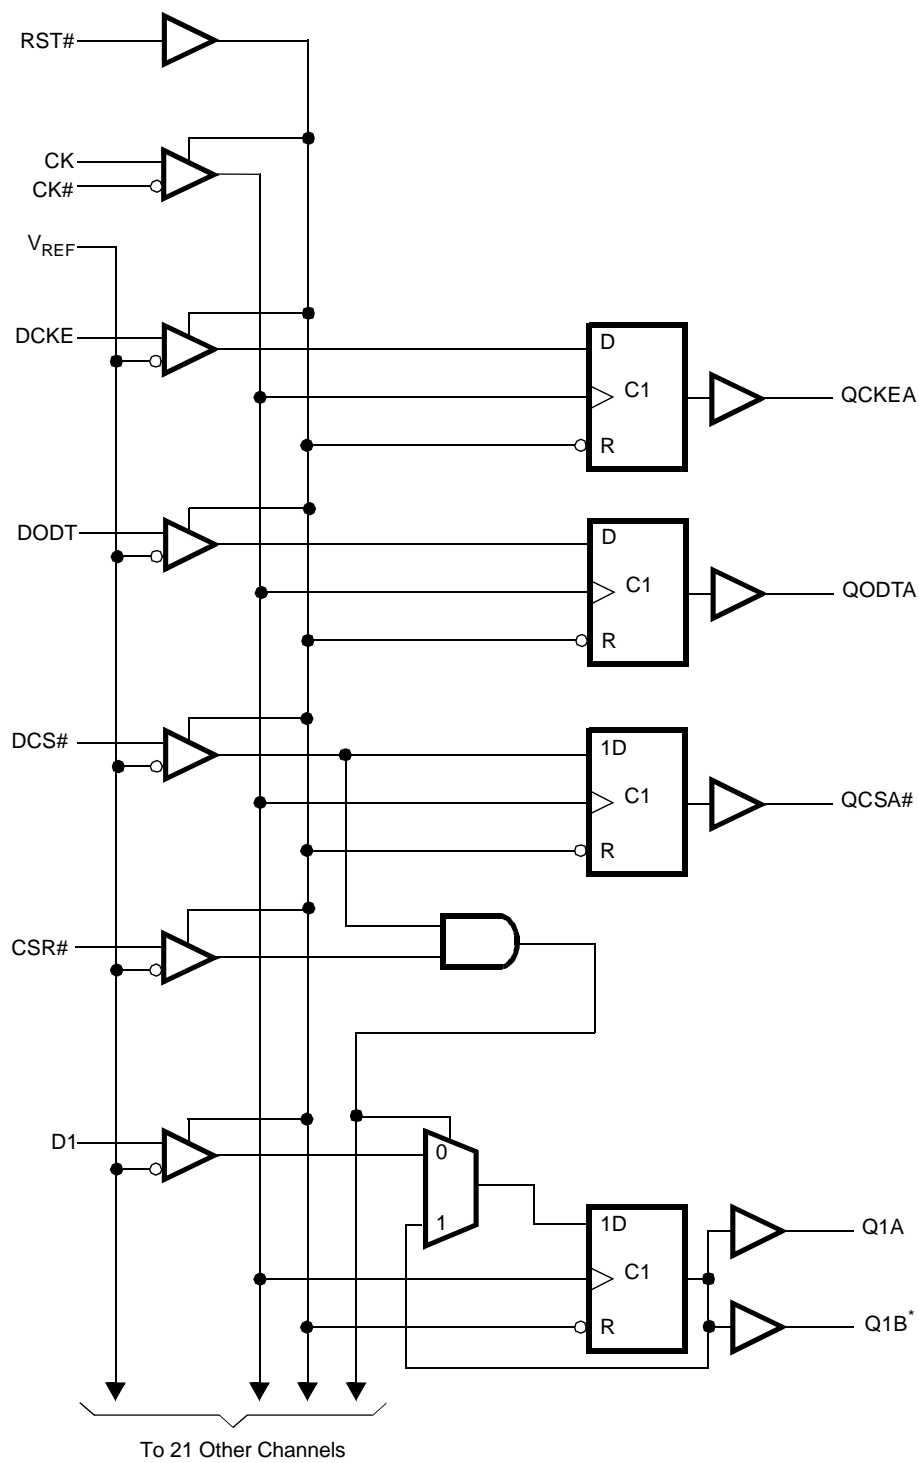 RST#
CK
CK#
VREF
DCKE
D
C1
R
QCKEA
DODT
D
C1
R
QODTA
DCS#
1D
C1
R
QCSA#
CSR#
D1
0
1
1D
C1
R
Q1A
Q1B*
To 21 Other Channels